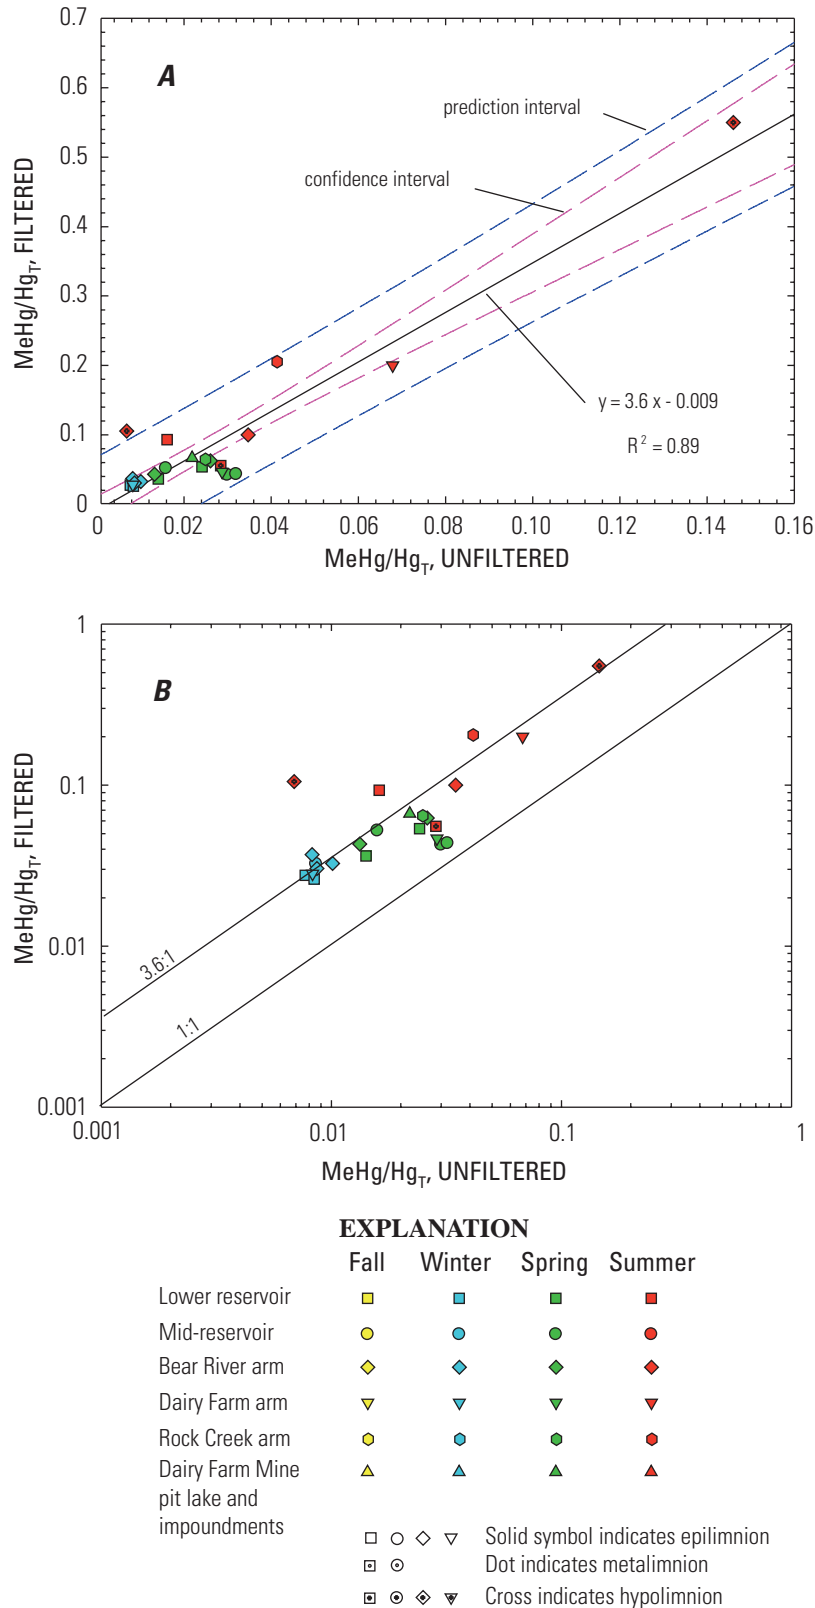 0.7
A
0.6
prediction interval
0.5
confidence interval
0.4
0.3
0.2
y = 3.6 x - 0.009
0.1
R2 = 0.89
0
MeHg/HgT, FILTERED
0 0.02 0.04 0.06 0.08 0.10 0.12 0.14 0.16
MeHg/HgT, UNFILTERED
1
B
0.1
0.01
0.001
MeHg/HgT, FILTERED
3.6:1
1:1
0.001 0.01 0.1 1
MeHg/HgT, UNFILTERED
EXPLANATION
Fall Winter Spring Summer
Lower reservoir
Mid-reservoir
Bear River arm
Dairy Farm arm
Rock Creek arm
Dairy Farm Mine
pit lake and
impoundments
Solid symbol indicates epilimnion
Dot indicates metalimnion
Cross indicates hypolimnion